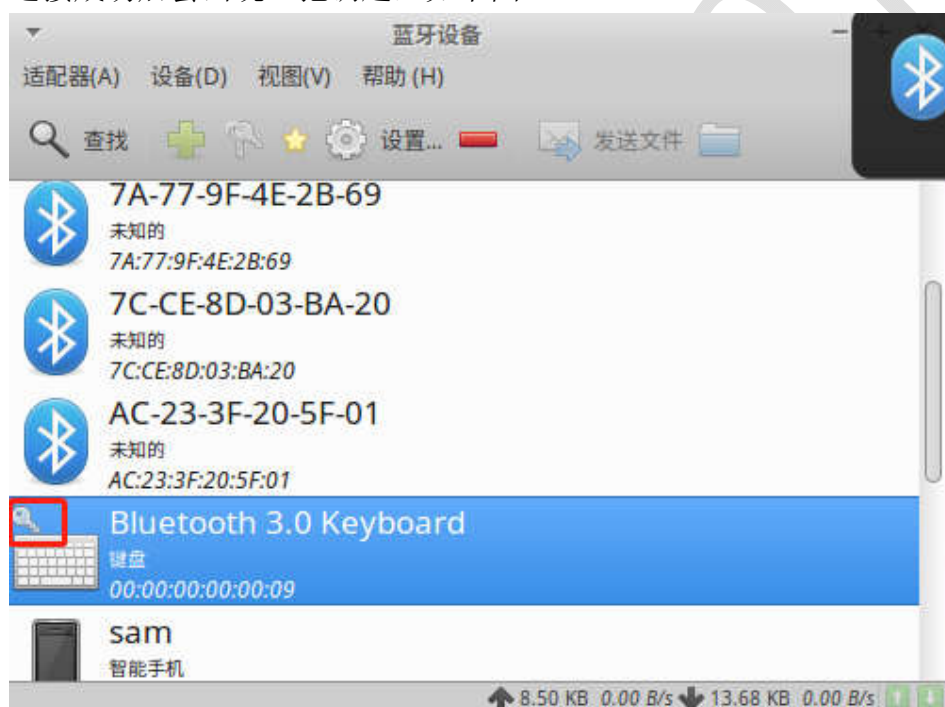 蓝牙设备
适配器(A) 设备(D) 视图(V) 帮助 (H)
查找 设置... 发送文件
7A-77-9F-4E-2B-69
未知的
7A:77:9F:4E:2B:69
7C-CE-8D-03-BA-20
未知的
7C:CE:8D:03:BA:20
AC-23-3F-20-5F-01
未知的
AC:23:3F:20:5F:01
Bluetooth 3.0 Keyboard
键盘
00:00:00:00:00:09
sam
智能手机
8.50 KB 0.00 B/s 13.68 KB 0.00 B/s